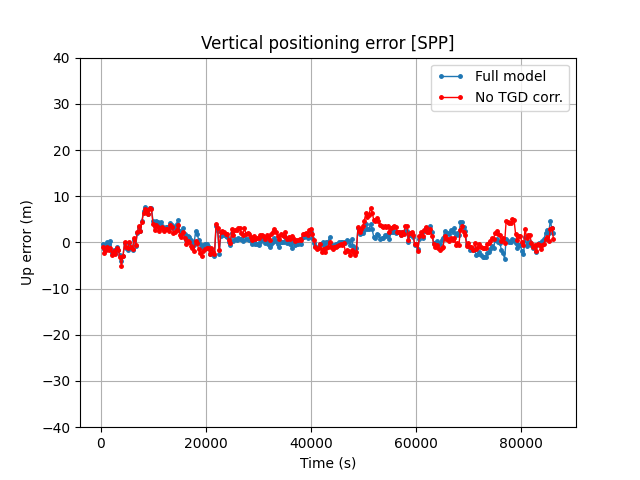 Vertical positioning error [SPP]
Full model
No TGD corr.
Up error (m)
40
30
20
10
0
−10
−20
−30
−40
0 20000 40000 60000 80000
Time (s)